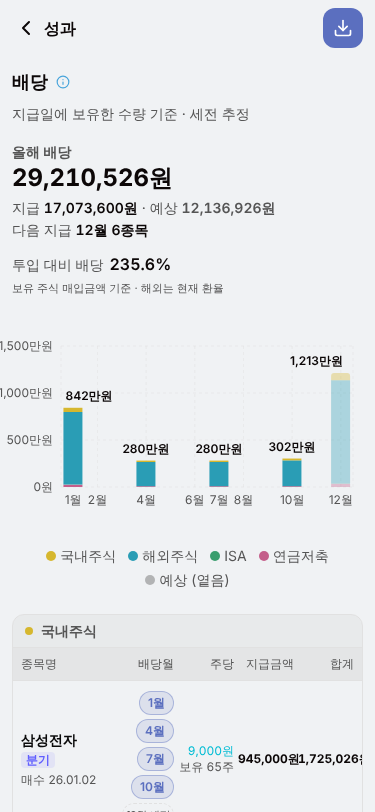 성과
배당
지급일에 보유한 수량 기준 · 세전 추정
올해 배당
29,210,526원
지급 17,073,600원 · 예상 12,136,926원
다음 지급 12월 6종목
투입 대비 배당 235.6%
보유 주식 매입금액 기준 · 해외는 현재 환율
1,500만원
1,213만원
1,000만원
842만원
500만원
280만원
280만원
302만원
0원
1월 2월 4월 6월 7월 8월 10월 12월
국내주식 해외주식 ISA 연금저축
예상 (옅음)
국내주식
종목명 배당월 주당 지급금액 합계
1월
4월
삼성전자
분기
매수 26.01.02
7월
10월
9,000원
보유 65주
945,000원
1,725,026